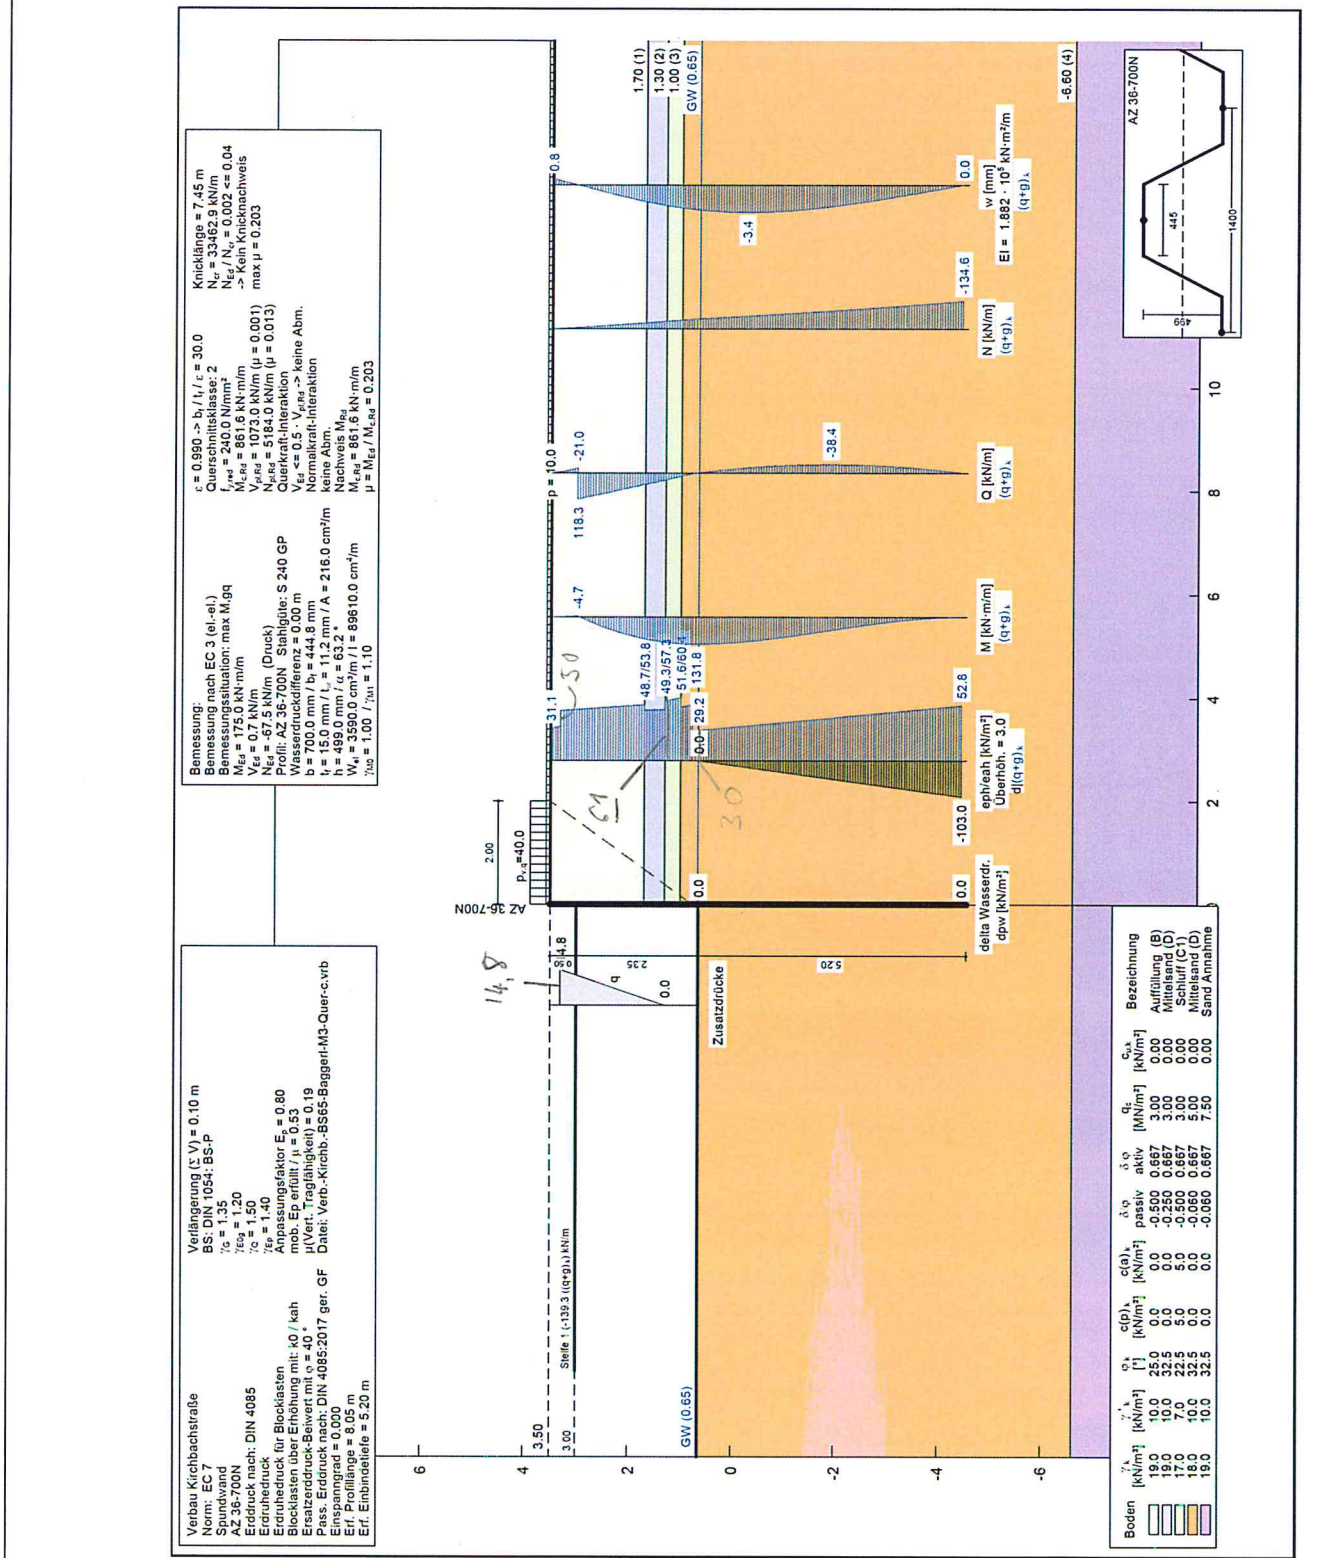 Verbau Kirchbachstraße
Norm: EC 7
Spundwand
AZ 36-700N
Erddruck nach: DIN 4085
Erdruhedruck
Erdruhedruck für Blocklasten
Blocklasten über Erhöhung mit: k0 / kah
Ersatzerddruck-Beiwert mit φ = 40 °
Pass. Erddruck nach: DIN 4085:2017 ger. GF
Einspanngrad = 0.000
Erf. Profillänge = 8.05 m
Erf. Einbindetiefe = 5.20 m
Verlängerung (Σ V) = 0.10 m
BS: DIN 1054: BS-P
γG = 1.35
γE0g = 1.20
γQ = 1.50
γEp = 1.40
Anpassungsfaktor Ep = 0.80
mob. Ep erfüllt / μ = 0.53
μ(Vert. Tragfähigkeit) = 0.19
Datei: Verb.-Kirchb.-BS65-Baggerl-M3-Quer-c.vrb
Bemessung:
Bemessung nach EC 3 (el.-el.)
Bemessungssituation: max M,gq
MEd = 175.0 kN·m/m
VEd = 0.7 kN/m
NEd = -67.5 kN/m (Druck)
Profil: AZ 36-700N Stahlgüte: S 240 GP
Wasserdruckdifferenz = 0.00 m
b = 700.0 mm / bf = 444.8 mm
tf = 15.0 mm / tw = 11.2 mm / A = 216.0 cm²/m
h = 499.0 mm / α = 63.2 °
Wel = 3590.0 cm³/m / I = 89610.0 cm⁴/m
γM0 = 1.00 / γM1 = 1.10
ε = 0.990 -> bf / tf / ε = 30.0
Querschnittsklasse: 2
fy,red = 240.0 N/mm²
Mc,Rd = 861.6 kN·m/m
Vpl,Rd = 1073.0 kN/m (μ = 0.001)
Npl,Rd = 5184.0 kN/m (μ = 0.013)
Querkraft-Interaktion
VEd <= 0.5 · Vpl,Rd -> keine Abm.
Normalkraft-Interaktion
keine Abm.
Nachweis MRd
Mc,Rd = 861.6 kN·m/m
μ = MEd / Mc,Rd = 0.203
Knicklänge = 7.45 m
Ncr = 33462.9 kN/m
NEd / Ncr = 0.002 <= 0.04
-> Kein Knicknachweis
max μ = 0.203
6
4
2
0
-2
-4
-6
3.50
3.00
GW (0.65)
Steife 1 (-139.3 ((q+g)k) kN/m
14,8
4.8
q
0.0
Zusatzdrücke
2.35
5.20
AZ 36-700N
2.00
pv,q=40.0
p = 10.0
0.0
0.0
delta Wasserdr.
dpw [kN/m²]
31.1
50
48.7/53.8
49.3/57.3
61
131.8
0.0
29.2
30
52.8
-103.0
eph/eah [kN/m²]
Überhöh. = 3.0
d|(q+g)k
-4.7
M [kN·m/m]
(q+g)k
118.3
-21.0
-38.4
Q [kN/m]
(q+g)k
-134.6
N [kN/m]
(q+g)k
0.8
-3.4
0.0
w [mm]
EI = 1.882 · 10⁵ kN·m²/m
(q+g)k
1.70 (1)
1.30 (2)
1.00 (3)
GW (0.65)
-6.60 (4)
2
4
6
8
10
AZ 36-700N
445
499
1400
Boden γk [kN/m³] γ'k [kN/m³] φk [°] c(p)k [kN/m²] c(a)k [kN/m²] δ/φ passiv δ/φ aktiv qc [MN/m²] cu,k [kN/m²] Bezeichnung
19.0 10.0 25.0 0.0 0.0 -0.500 0.667 3.00 0.00 Auffüllung (B)
19.0 10.0 32.5 0.0 0.0 -0.250 0.667 3.00 0.00 Mittelsand (D)
17.0 7.0 22.5 5.0 5.0 -0.500 0.667 3.00 0.00 Schluff (C1)
18.0 10.0 32.5 0.0 0.0 -0.060 0.667 5.00 0.00 Mittelsand (D)
19.0 10.0 32.5 0.0 0.0 -0.060 0.667 7.50 0.00 Sand Annahme